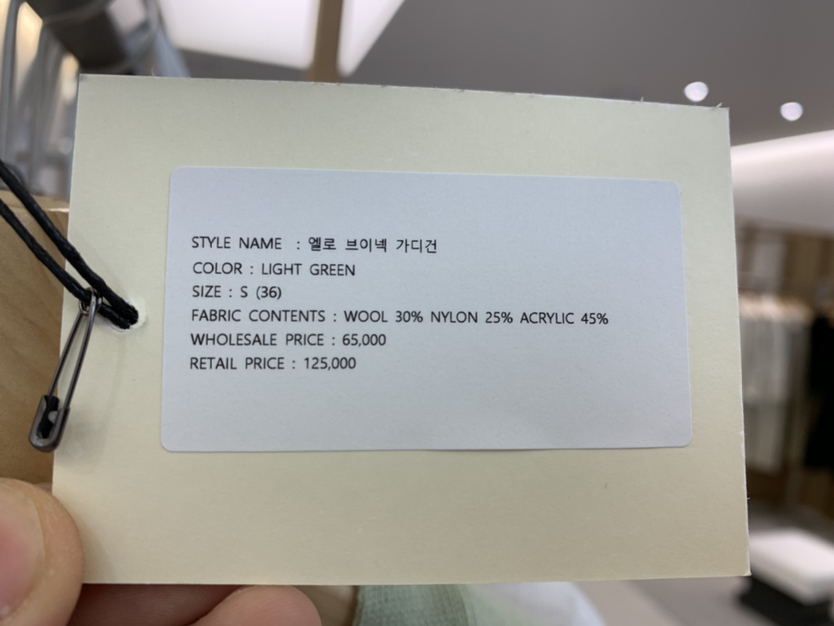 STYLE NAME : 엘로 브이넥 가디건
COLOR : LIGHT GREEN
SIZE : S (36)
FABRIC CONTENTS : WOOL 30% NYLON 25% ACRYLIC 45%
WHOLESALE PRICE : 65,000
RETAIL PRICE : 125,000